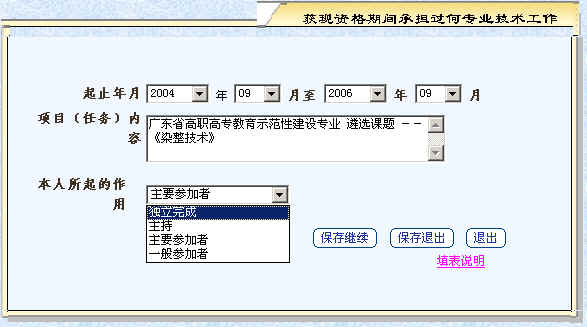 获现资格期间承担过何专业技术工作
起止年月 2004 年 09 月至 2006 年 09 月
项目（任务）内容
广东省高职高专教育示范性建设专业 遴选课题 －－
《染整技术》
本人所起的作用
主要参加者
独立完成
主持
主要参加者
一般参加者
保存继续 保存退出 退出
填表说明